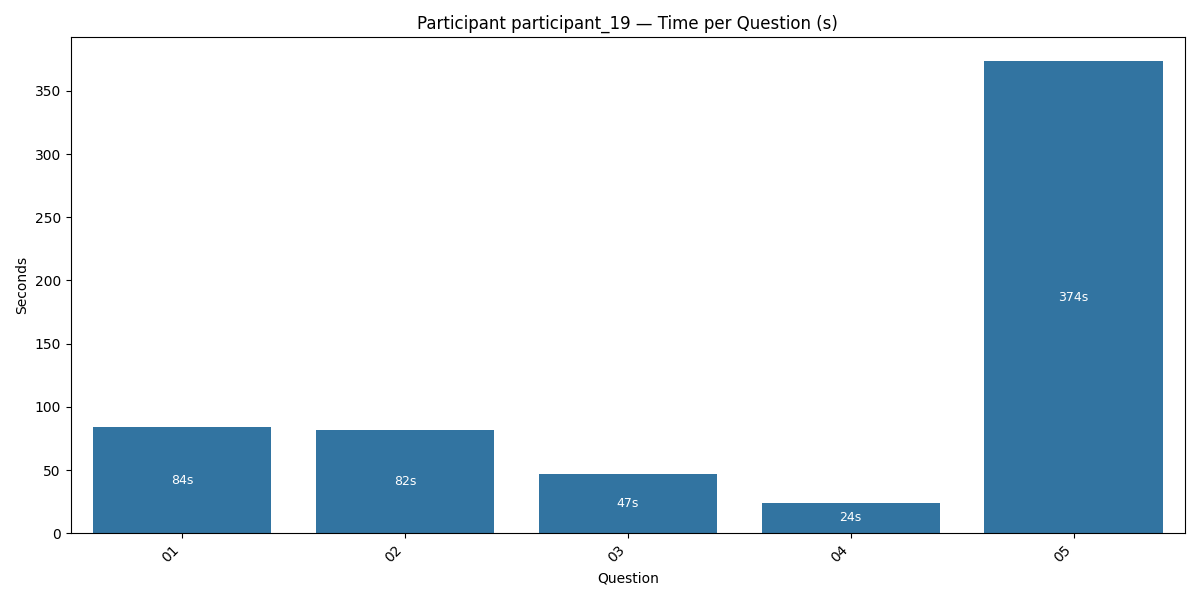 Participant participant_19 — Time per Question (s)
Seconds
350
300
250
200
150
100
50
0
84s
82s
47s
24s
374s
01
02
03
04
05
Question